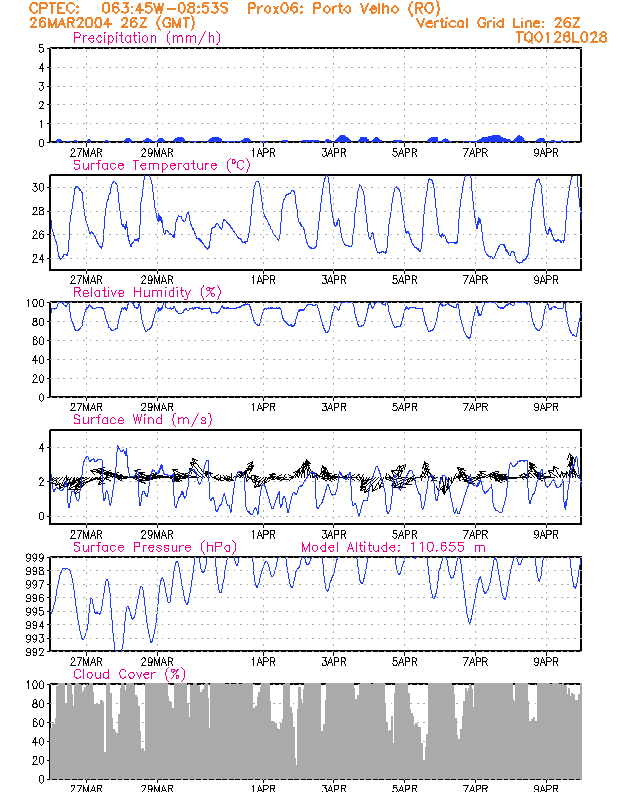 CPTEC: 063:45W-08:53S Prox06: Porto Velho (RO)
26MAR2004 26Z (GMT) Vertical Grid Line: 26Z
Precipitation (mm/h) TQ0126L028
5
4
3
2
1
0
27MAR 29MAR 1APR 3APR 5APR 7APR 9APR
Surface Temperature (°C)
30
28
26
24
27MAR 29MAR 1APR 3APR 5APR 7APR 9APR
Relative Humidity (%)
100
80
60
40
20
0
27MAR 29MAR 1APR 3APR 5APR 7APR 9APR
Surface Wind (m/s)
4
2
0
27MAR 29MAR 1APR 3APR 5APR 7APR 9APR
Surface Pressure (hPa) Model Altitude: 110.655 m
999
998
997
996
995
994
993
992
27MAR 29MAR 1APR 3APR 5APR 7APR 9APR
Cloud Cover (%)
100
80
60
40
20
0
27MAR 29MAR 1APR 3APR 5APR 7APR 9APR